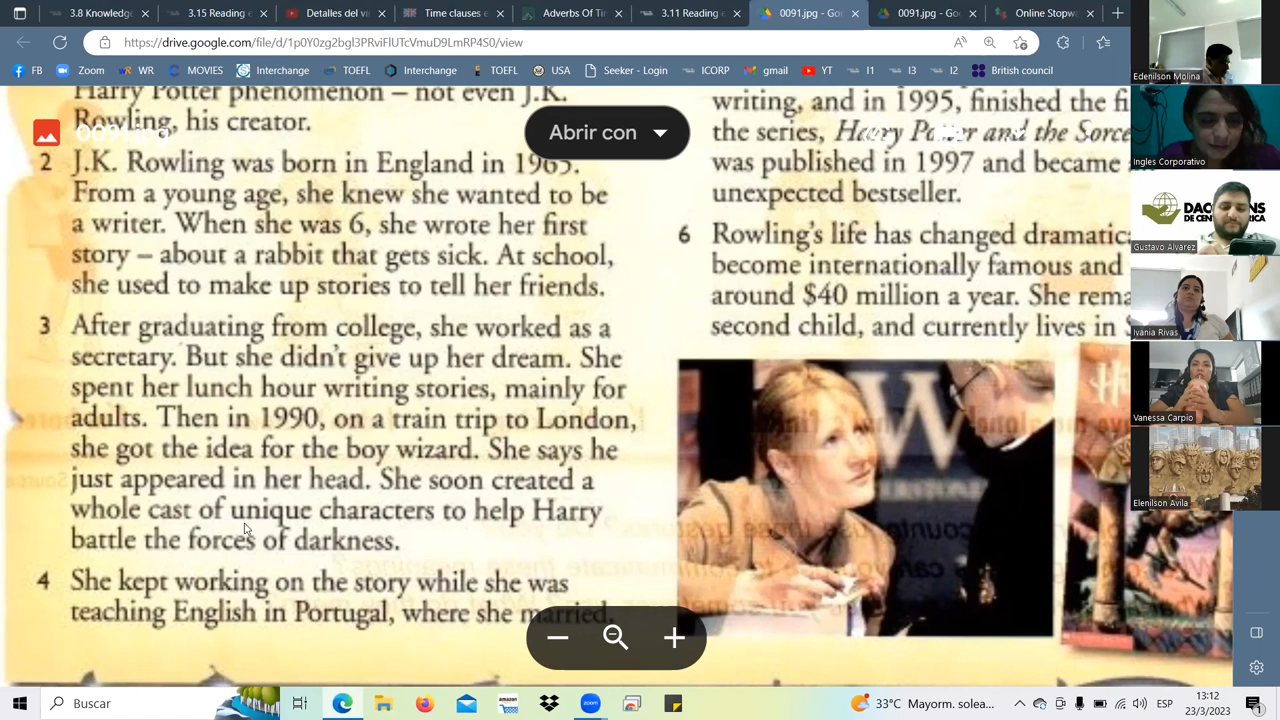 3.8 Knowledg
3.15 Reading e
Detalles del vi
Time clauses e
Adverbs Of Ti
3.11 Reading e
0091.jpg - Goo
0091.jpg - Goo
Online Stopwa
https://drive.google.com/file/d/1p0Y0zg2bgl3PRviFlUTcVmuD9LmRP4S0/view
FB
Zoom
WR
MOVIES
Interchange
TOEFL
Interchange
TOEFL
USA
Seeker - Login
ICORP
gmail
YT
I1
I3
I2
British council
0091.jpg
Abrir con
Harry Potter phenomenon – not even J.K.
Rowling, his creator.
2 J.K. Rowling was born in England in 1965.
From a young age, she knew she wanted to be
a writer. When she was 6, she wrote her first
story – about a rabbit that gets sick. At school,
she used to make up stories to tell her friends.
3 After graduating from college, she worked as a
secretary. But she didn't give up her dream. She
spent her lunch hour writing stories, mainly for
adults. Then in 1990, on a train trip to London,
she got the idea for the boy wizard. She says he
just appeared in her head. She soon created a
whole cast of unique characters to help Harry
battle the forces of darkness.
4 She kept working on the story while she was
teaching English in Portugal, where she married.
writing, and in 1995, finished the fi
the series, Harry Potter and the Sorce
was published in 1997 and became
unexpected bestseller.
6 Rowling's life has changed dramatic
become internationally famous and
around $40 million a year. She rema
second child, and currently lives in
W
Edenilson Molina
Ingles Corporativo
Gustavo Alvarez
Ivania Rivas
Vanessa Carpio
Elenilson Avila
Buscar
amazon
zoom
33°C Mayorm. solea...
ESP
13:12
23/3/2023
1